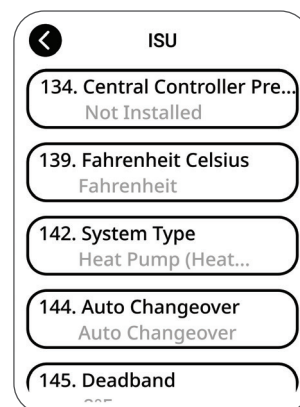 ISU
134. Central Controller Pre...
Not Installed
139. Fahrenheit Celsius
Fahrenheit
142. System Type
Heat Pump (Heat...
144. Auto Changeover
Auto Changeover
145. Deadband